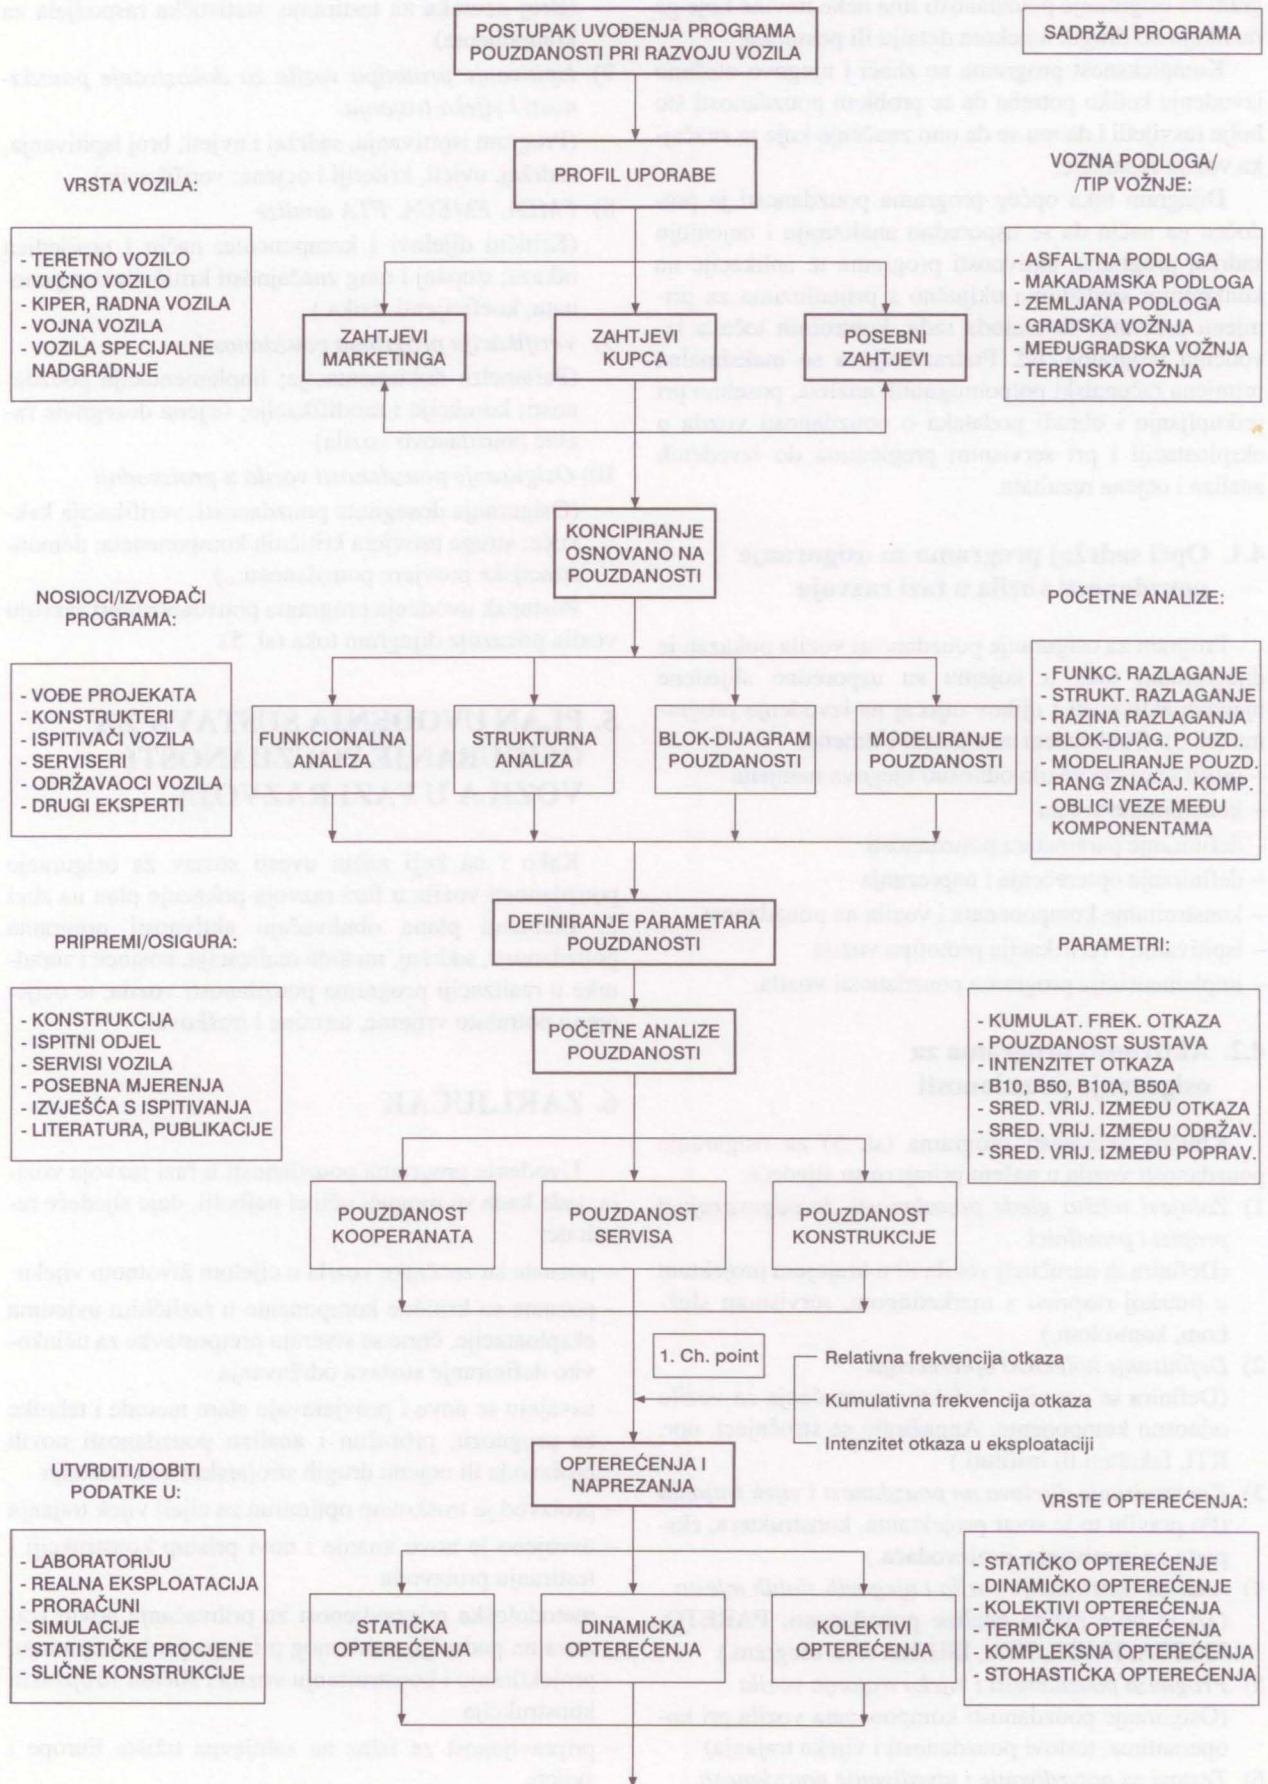 POSTUPAK UVOĐENJA PROGRAMA
POUZDANOSTI PRI RAZVOJU VOZILA
SADRŽAJ PROGRAMA
PROFIL UPORABE
VRSTA VOZILA:
VOZNA PODLOGA/
/TIP VOŽNJE:
- TERETNO VOZILO
- VUČNO VOZILO
- KIPER, RADNA VOZILA
- VOJNA VOZILA
- VOZILA SPECIJALNE
NADGRADNJE
ZAHTJEVI
MARKETINGA
ZAHTJEVI
KUPCA
POSEBNI
ZAHTJEVI
- ASFALTNA PODLOGA
- MAKADAMSKA PODLOGA
- ZEMLJANA PODLOGA
- GRADSKA VOŽNJA
- MEĐUGRADSKA VOŽNJA
- TERENSKA VOŽNJA
KONCIPIRANJE
OSNOVANO NA
POUZDANOSTI
NOSIOCI/IZVOĐAČI
PROGRAMA:
POČETNE ANALIZE:
- VOĐE PROJEKATA
- KONSTRUKTERI
- ISPITIVAČI VOZILA
- SERVISERI
- ODRŽAVAOCI VOZILA
- DRUGI EKSPERTI
FUNKCIONALNA
ANALIZA
STRUKTURNA
ANALIZA
BLOK-DIJAGRAM
POUZDANOSTI
MODELIRANJE
POUZDANOSTI
- FUNKC. RAZLAGANJE
- STRUKT. RAZLAGANJE
- RAZINA RAZLAGANJA
- BLOK-DIJAG. POUZD.
- MODELIRANJE POUZD.
- RANG ZNAČAJ. KOMP.
- OBLICI VEZE MEĐU
KOMPONENTAMA
DEFINIRANJE PARAMETARA
POUZDANOSTI
PRIPREMI/OSIGURA:
PARAMETRI:
- KONSTRUKCIJA
- ISPITNI ODJEL
- SERVISI VOZILA
- POSEBNA MJERENJA
- IZVJEŠĆA S ISPITIVANJA
- LITERATURA, PUBLIKACIJE
POČETNE ANALIZE
POUZDANOSTI
- KUMULAT. FREK. OTKAZA
- POUZDANOST SUSTAVA
- INTENZITET OTKAZA
- B10, B50, B10A, B50A
- SRED. VRIJ. IZMEĐU OTKAZA
- SRED. VRIJ. IZMEĐU ODRŽAV.
- SRED. VRIJ. IZMEĐU POPRAV.
POUZDANOST
KOOPERANATA
POUZDANOST
SERVISA
POUZDANOST
KONSTRUKCIJE
1. Ch. point
Relativna frekvencija otkaza
Kumulativna frekvencija otkaza
Intenzitet otkaza u eksploataciji
OPTEREĆENJA I
NAPREZANJA
UTVRDITI/DOBITI
PODATKE U:
VRSTE OPTEREĆENJA:
- LABORATORIJU
- REALNA EKSPLOATACIJA
- PRORAČUNI
- SIMULACIJE
- STATISTIČKE PROCJENE
- SLIČNE KONSTRUKCIJE
STATIČKA
OPTEREĆENJA
DINAMIČKA
OPTEREĆENJA
KOLEKTIVI
OPTEREĆENJA
- STATIČKO OPTEREĆENJE
- DINAMIČKO OPTEREĆENJE
- KOLEKTIVI OPTEREĆENJA
- TERMIČKA OPTEREĆENJA
- KOMPLEKSNA OPTEREĆENJA
- STOHASTIČKA OPTEREĆENJA